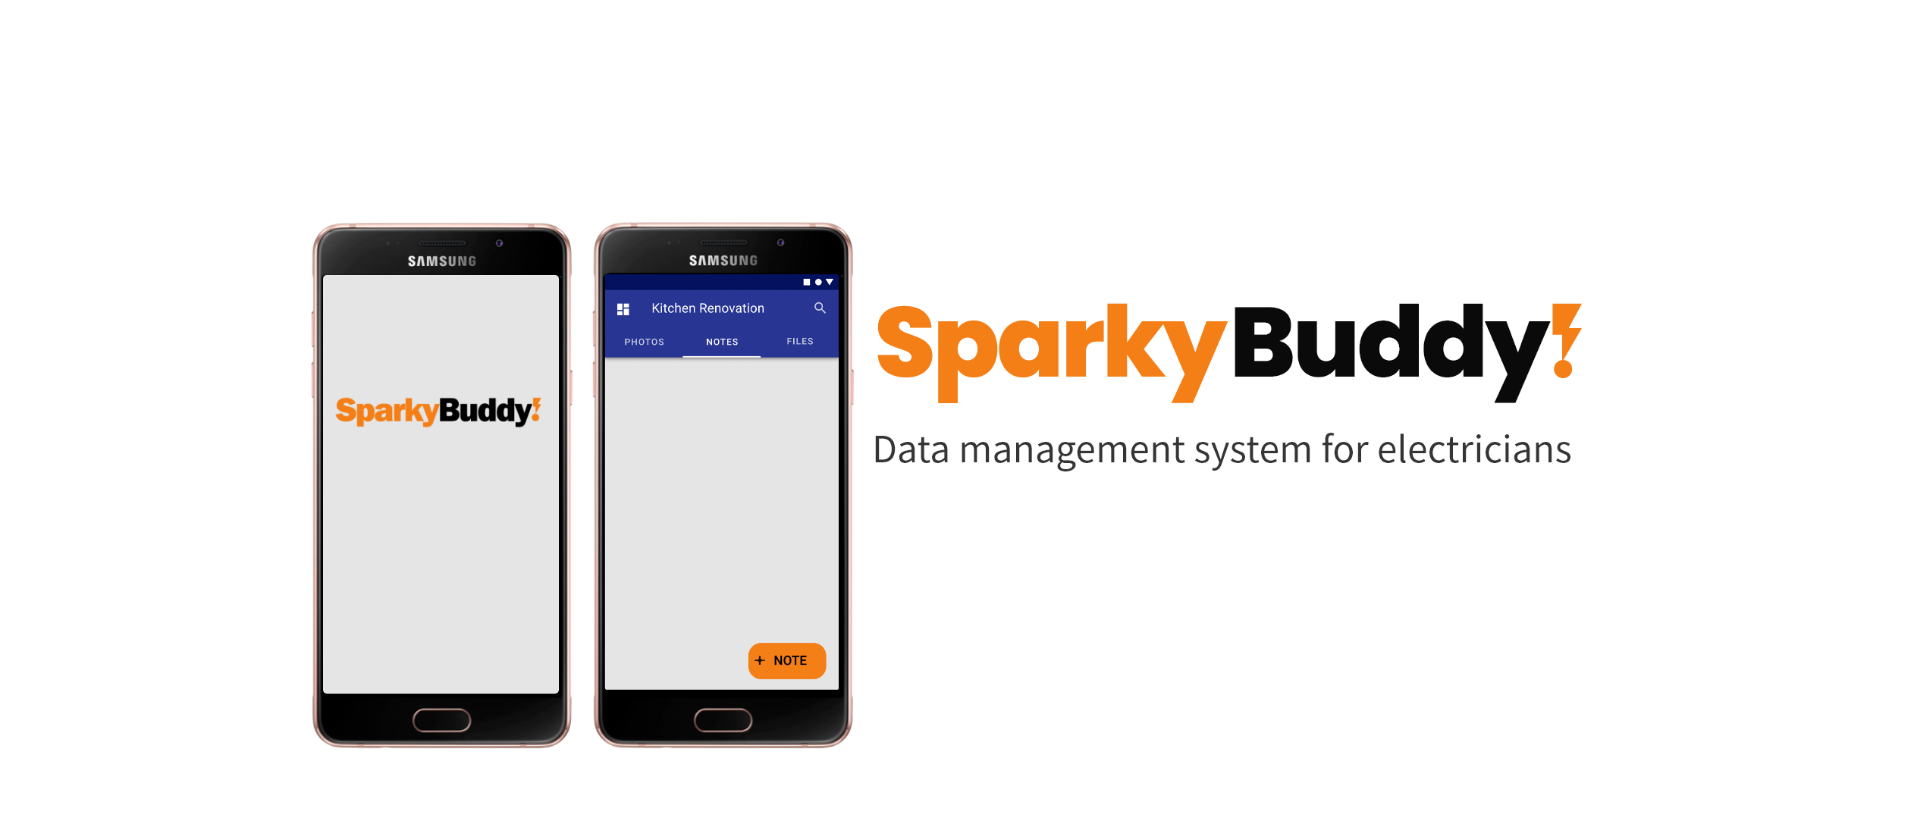 SAMSUNG
SparkyBuddy!
SAMSUNG
Kitchen Renovation
PHOTOS NOTES FILES
+ NOTE
SparkyBuddy!
Data management system for electricians